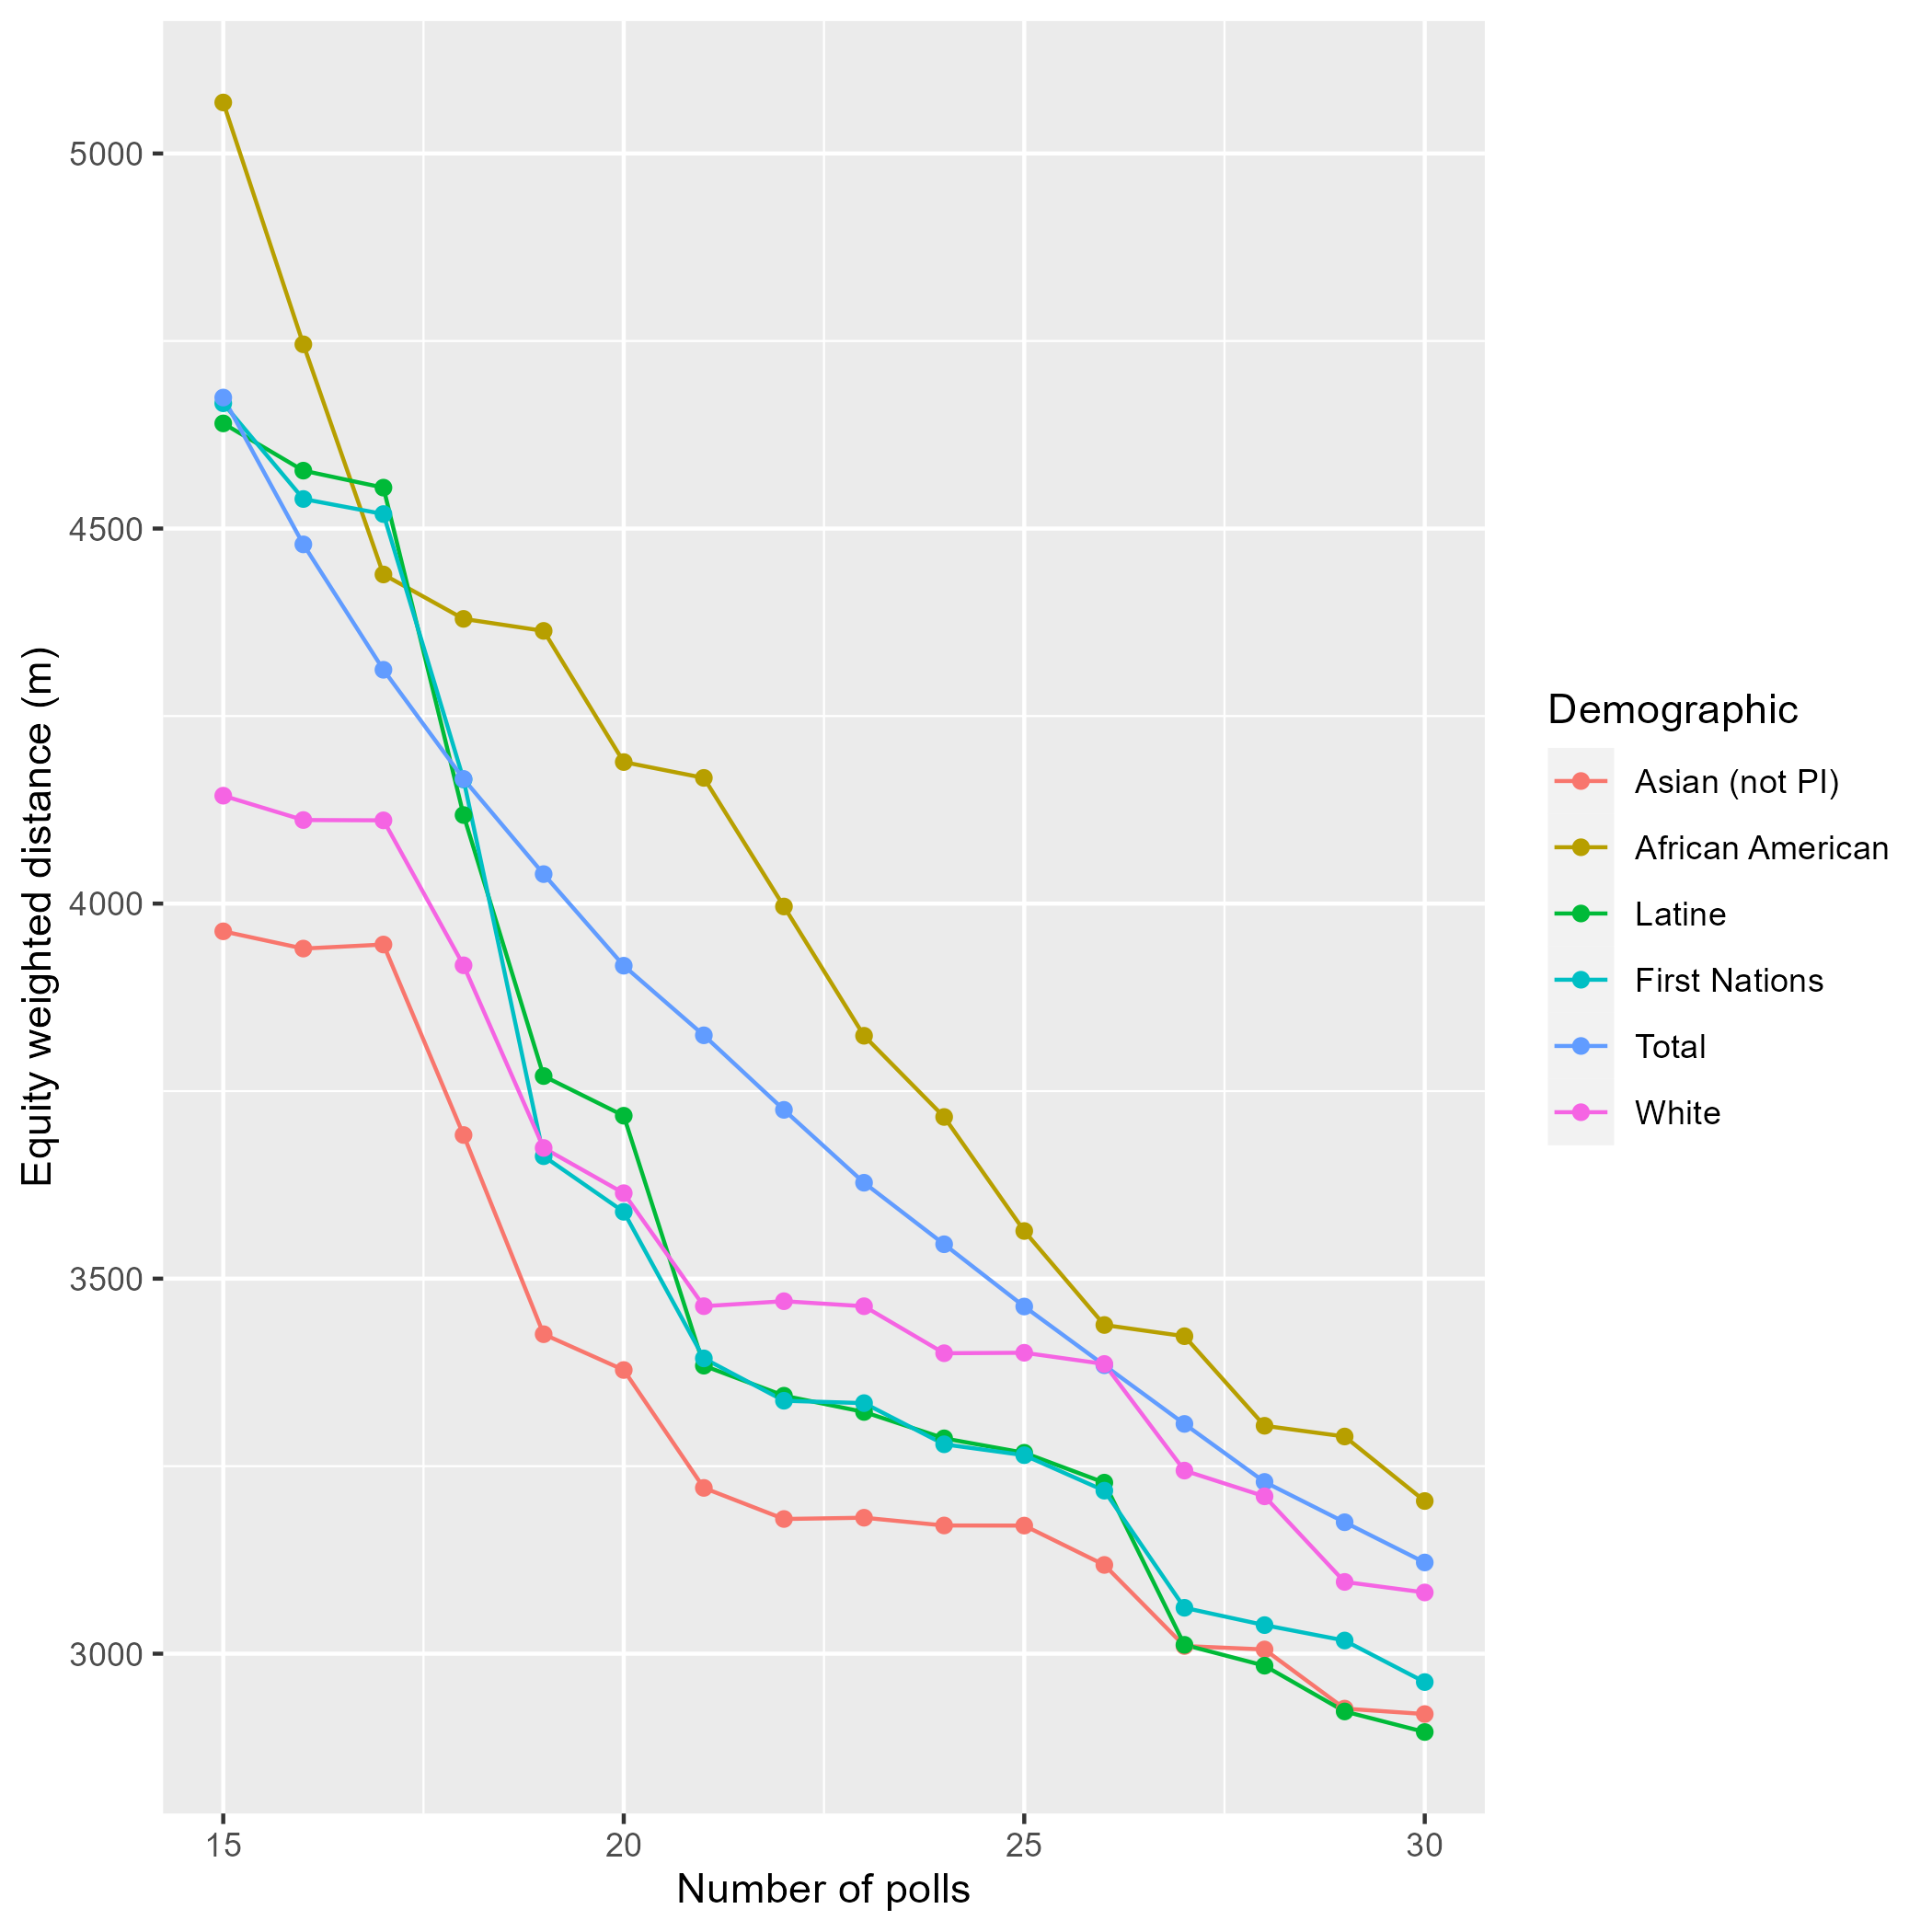 5000
4500
4000
3500
3000
Equity weighted distance (m)
15
20
25
30
Number of polls
Demographic
Asian (not PI)
African American
Latine
First Nations
Total
White